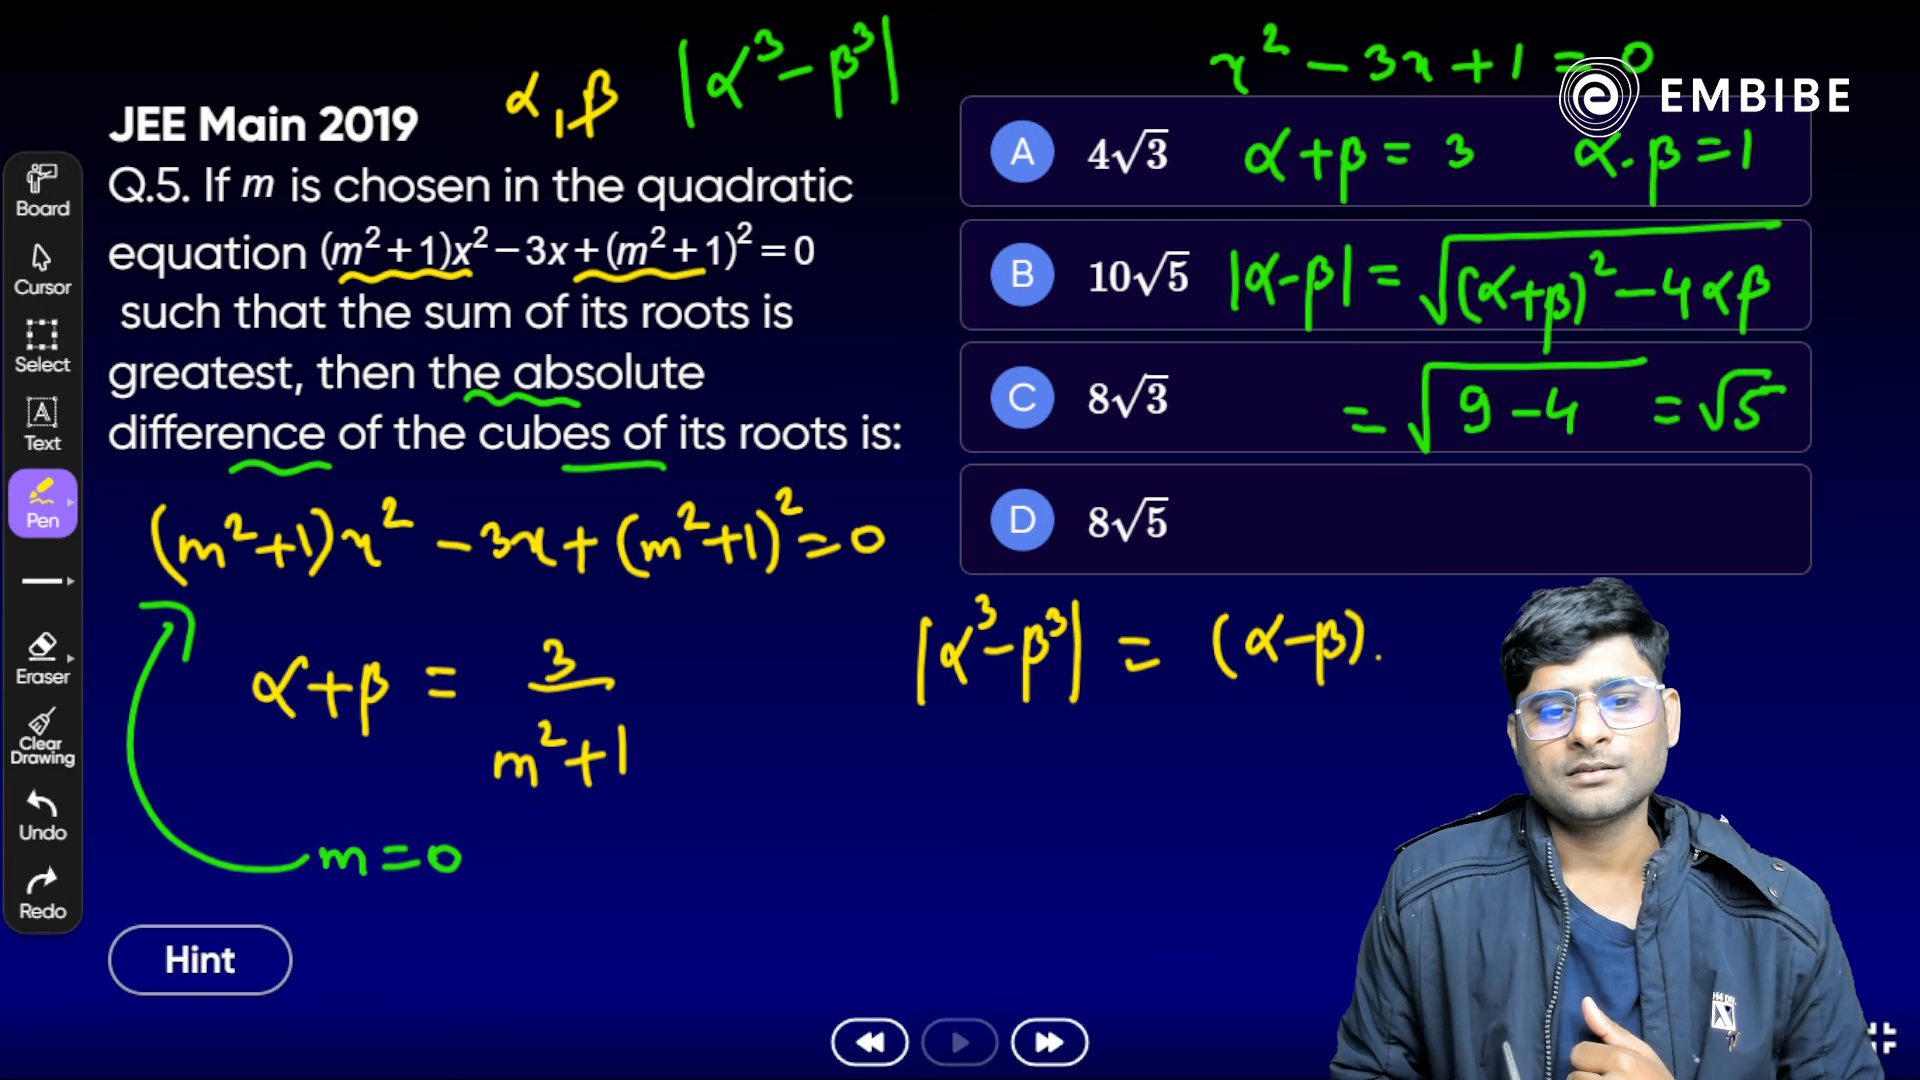 α, β |α³-β³|
JEE Main 2019
Q.5. If m is chosen in the quadratic
equation (m²+1)x²-3x+(m²+1)²=0
such that the sum of its roots is
greatest, then the absolute
difference of the cubes of its roots is:
(m²+1)x² - 3x + (m²+1)² = 0
α+β = 3/(m²+1)
m=0
Hint
x² - 3x + 1 = 0
EMBIBE
A 4√3 α+β = 3 α.β=1
B 10√5 |α-β| = √((α+β)²-4αβ)
C 8√3 = √(9-4) = √5
D 8√5
|α³-β³| = (α-β).
Board
Cursor
Select
Text
Pen
Eraser
Clear
Drawing
Undo
Redo